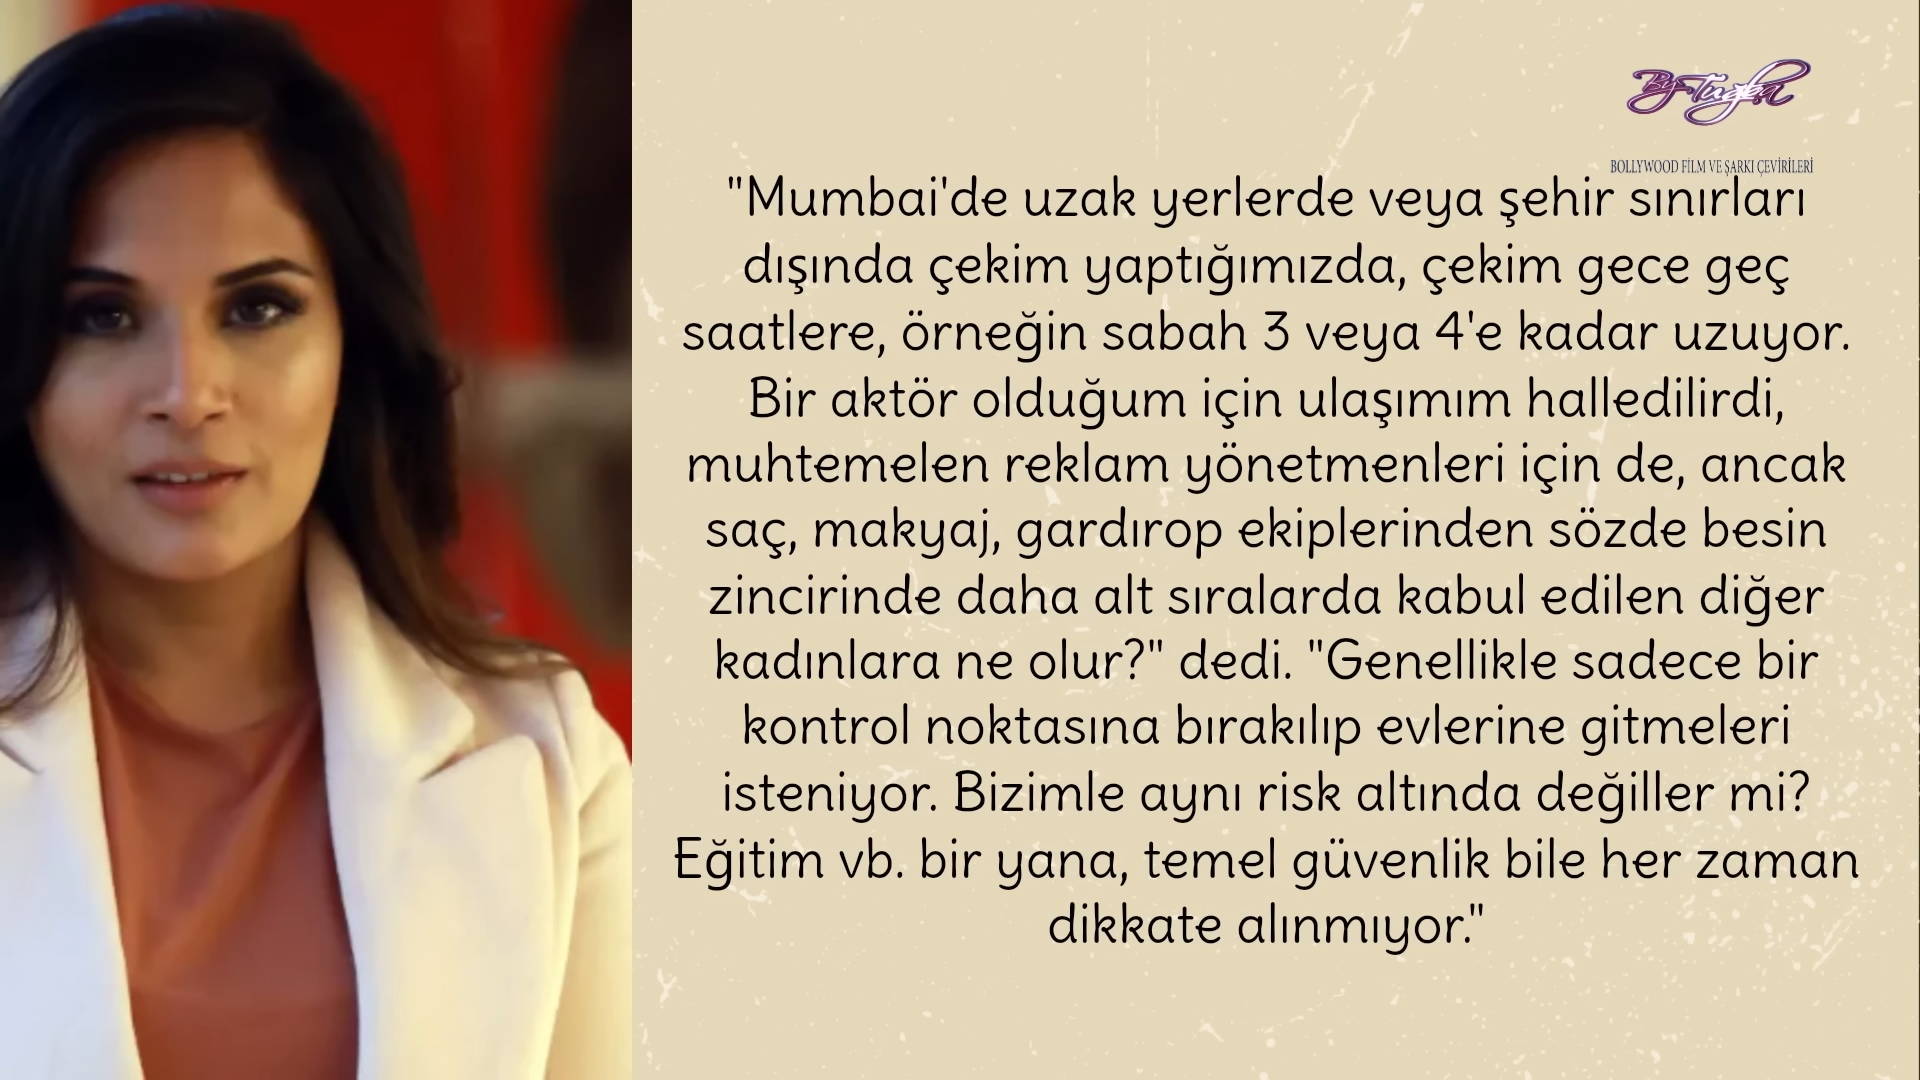 By Tuğba
BOLLYWOOD FİLM VE ŞARKI ÇEVİRİLERİ
"Mumbai'de uzak yerlerde veya şehir sınırları
dışında çekim yaptığımızda, çekim gece geç
saatlere, örneğin sabah 3 veya 4'e kadar uzuyor.
Bir aktör olduğum için ulaşımım halledilirdi,
muhtemelen reklam yönetmenleri için de, ancak
saç, makyaj, gardırop ekiplerinden sözde besin
zincirinde daha alt sıralarda kabul edilen diğer
kadınlara ne olur?" dedi. "Genellikle sadece bir
kontrol noktasına bırakılıp evlerine gitmeleri
isteniyor. Bizimle aynı risk altında değiller mi?
Eğitim vb. bir yana, temel güvenlik bile her zaman
dikkate alınmıyor."